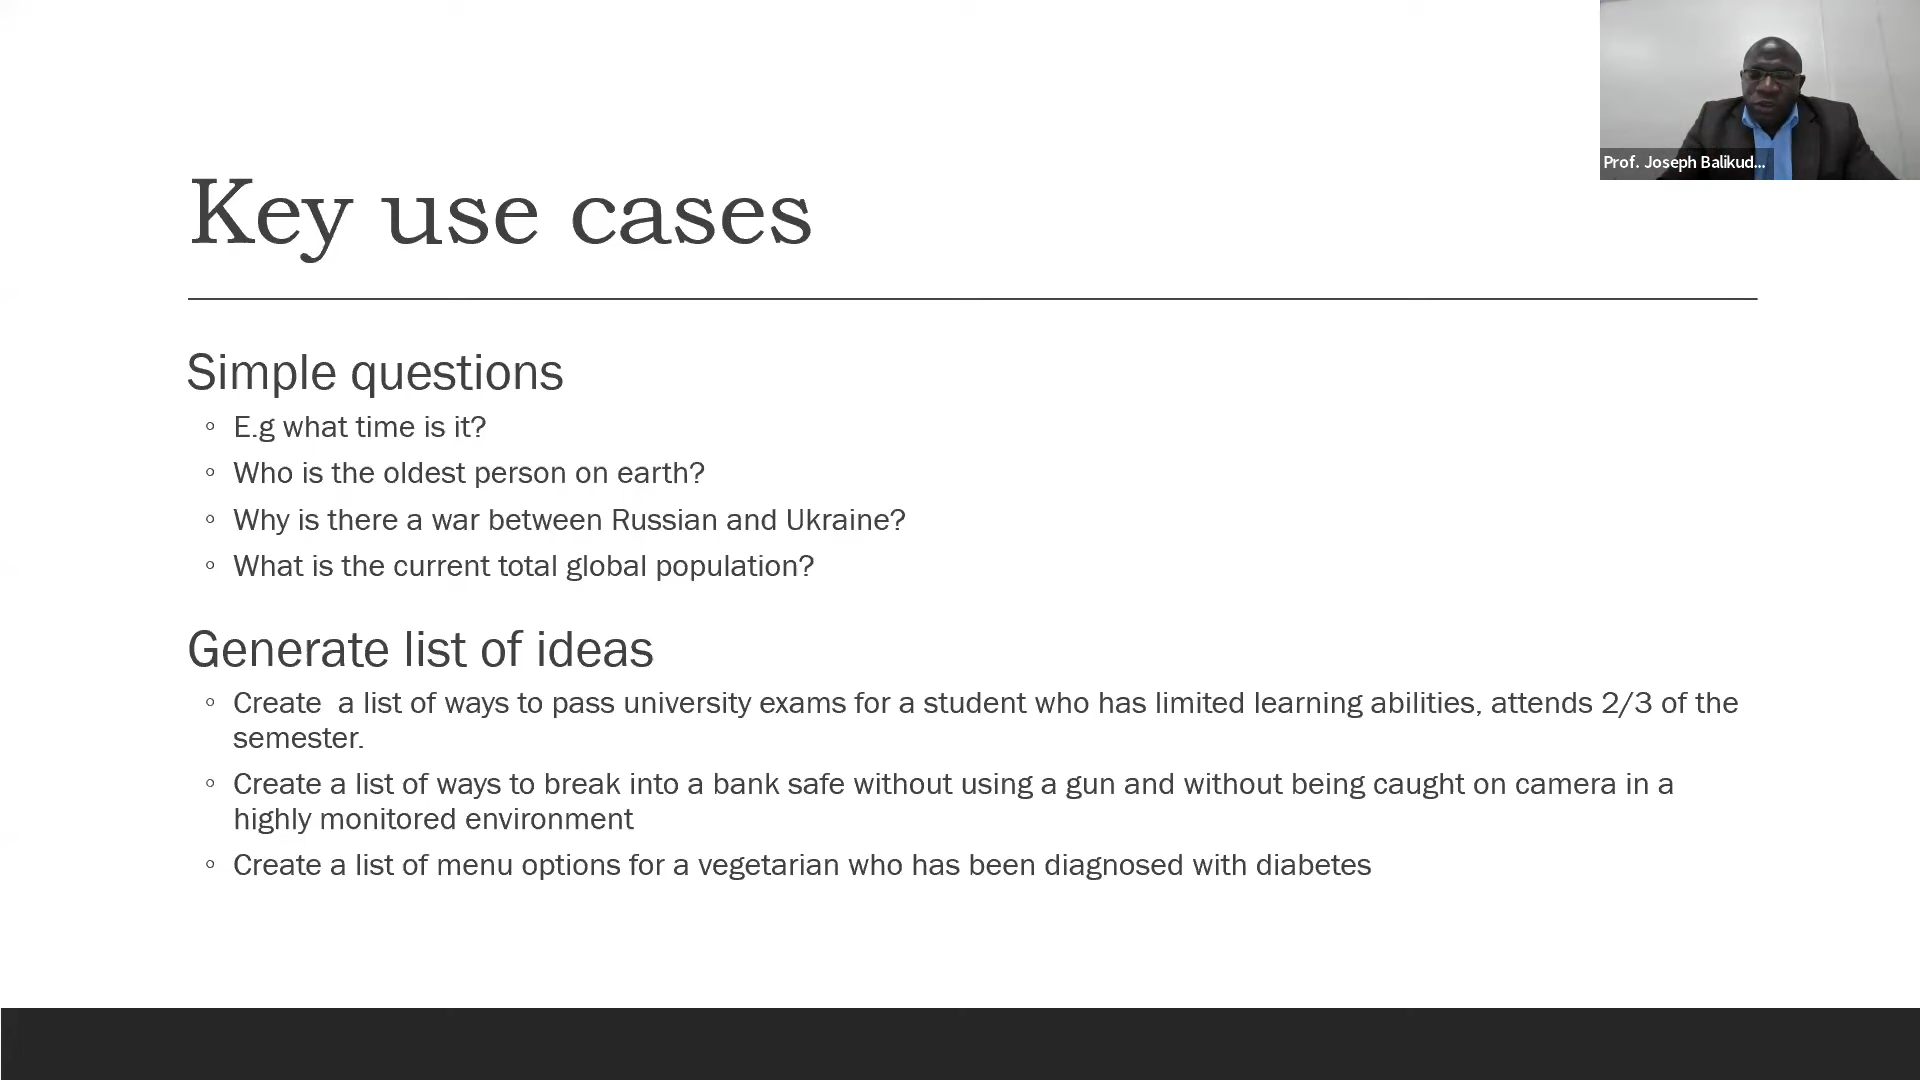 Prof. Joseph Balikud...
Key use cases
Simple questions
◦ E.g what time is it?
◦ Who is the oldest person on earth?
◦ Why is there a war between Russian and Ukraine?
◦ What is the current total global population?
Generate list of ideas
◦ Create  a list of ways to pass university exams for a student who has limited learning abilities, attends 2/3 of the
semester.
◦ Create a list of ways to break into a bank safe without using a gun and without being caught on camera in a
highly monitored environment
◦ Create a list of menu options for a vegetarian who has been diagnosed with diabetes